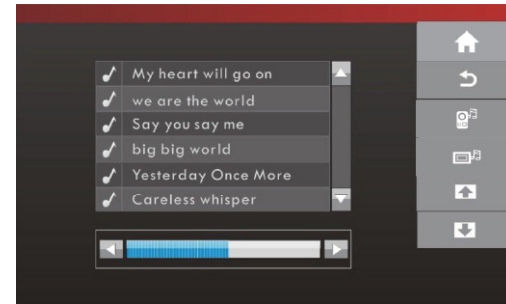 My heart will go on
we are the world
Say you say me
big big world
Yesterday Once More
Careless whisper